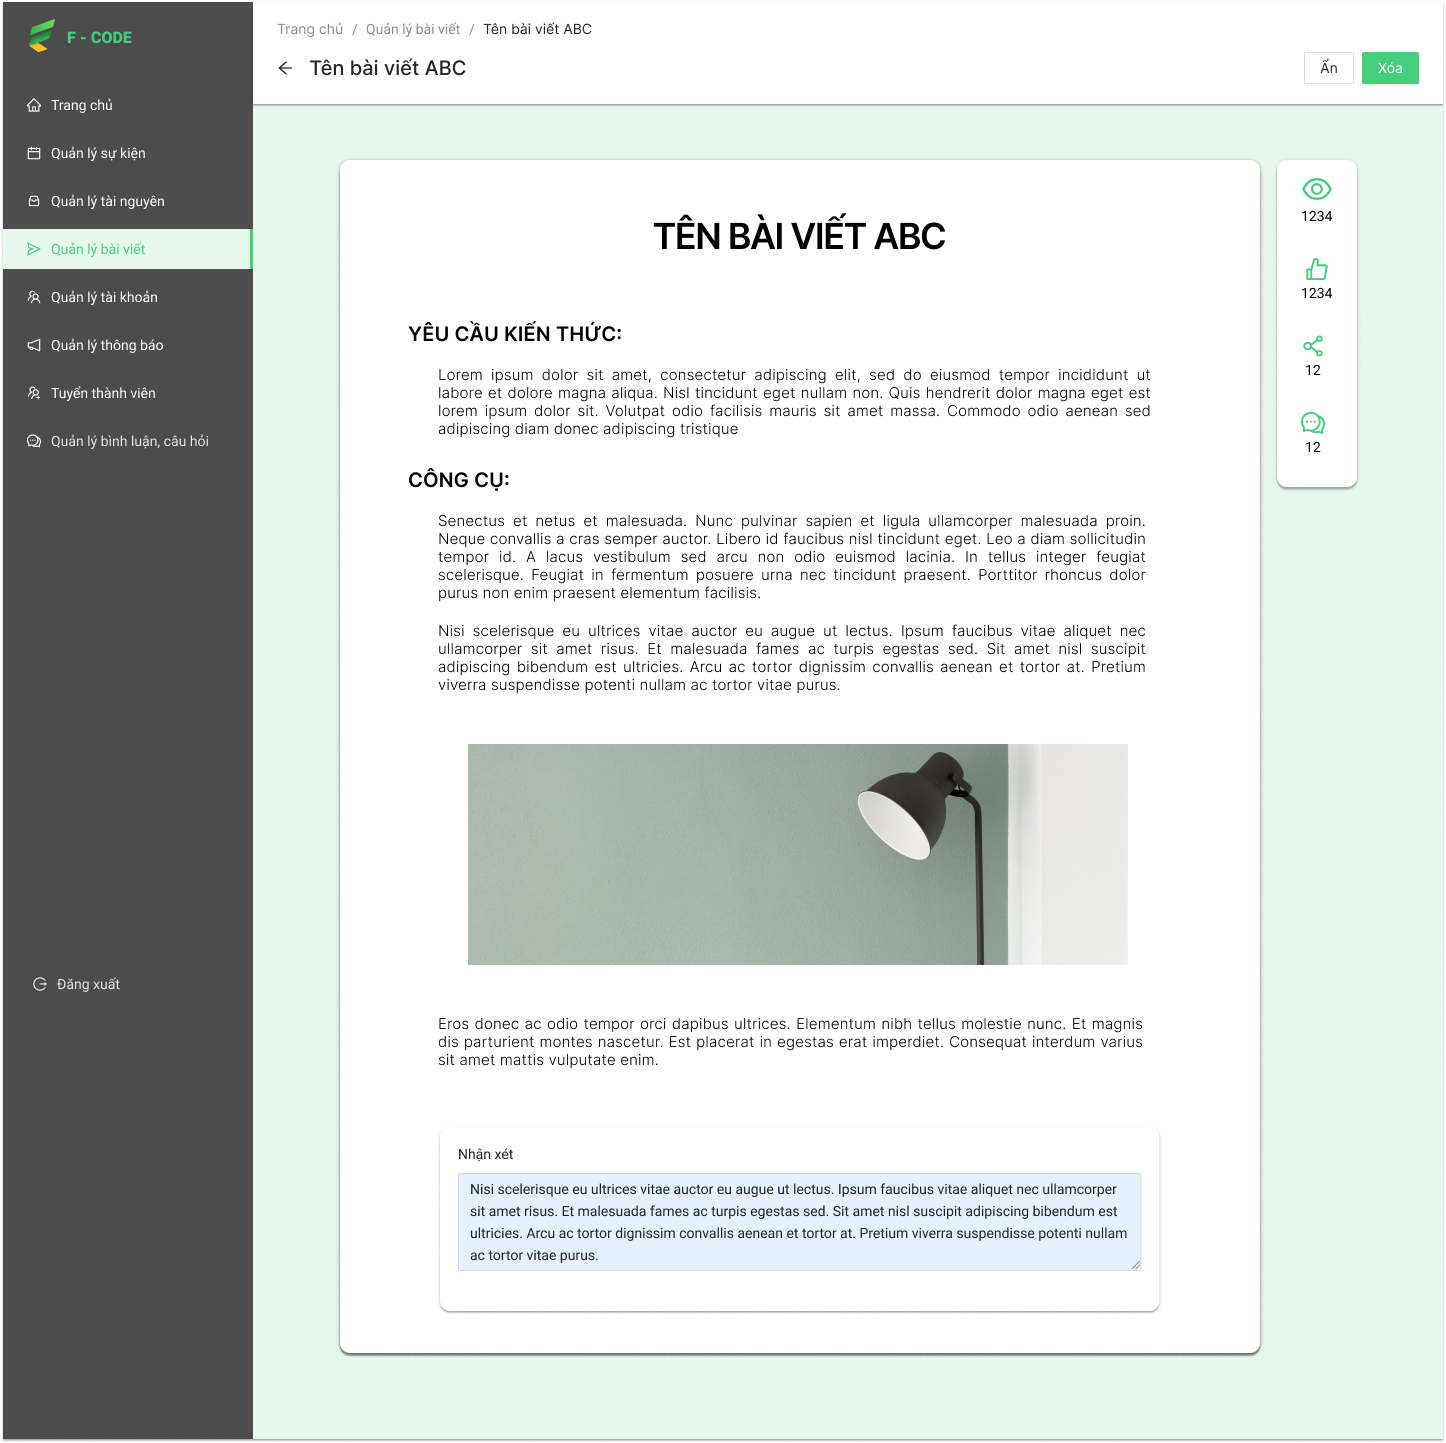 F - CODE
Trang chủ
Quản lý sự kiện
Quản lý tài nguyên
Quản lý bài viết
Quản lý tài khoản
Quản lý thông báo
Tuyển thành viên
Quản lý bình luận, câu hỏi
Đăng xuất
Trang chủ / Quản lý bài viết / Tên bài viết ABC
Tên bài viết ABC
Ẩn
Xóa
TÊN BÀI VIẾT ABC
YÊU CẦU KIẾN THỨC:
Lorem ipsum dolor sit amet, consectetur adipiscing elit, sed do eiusmod tempor incididunt ut
labore et dolore magna aliqua. Nisl tincidunt eget nullam non. Quis hendrerit dolor magna eget est
lorem ipsum dolor sit. Volutpat odio facilisis mauris sit amet massa. Commodo odio aenean sed
adipiscing diam donec adipiscing tristique
CÔNG CỤ:
Senectus et netus et malesuada. Nunc pulvinar sapien et ligula ullamcorper malesuada proin.
Neque convallis a cras semper auctor. Libero id faucibus nisl tincidunt eget. Leo a diam sollicitudin
tempor id. A lacus vestibulum sed arcu non odio euismod lacinia. In tellus integer feugiat
scelerisque. Feugiat in fermentum posuere urna nec tincidunt praesent. Porttitor rhoncus dolor
purus non enim praesent elementum facilisis.
Nisi scelerisque eu ultrices vitae auctor eu augue ut lectus. Ipsum faucibus vitae aliquet nec
ullamcorper sit amet risus. Et malesuada fames ac turpis egestas sed. Sit amet nisl suscipit
adipiscing bibendum est ultricies. Arcu ac tortor dignissim convallis aenean et tortor at. Pretium
viverra suspendisse potenti nullam ac tortor vitae purus.
Eros donec ac odio tempor orci dapibus ultrices. Elementum nibh tellus molestie nunc. Et magnis
dis parturient montes nascetur. Est placerat in egestas erat imperdiet. Consequat interdum varius
sit amet mattis vulputate enim.
Nhận xét
Nisi scelerisque eu ultrices vitae auctor eu augue ut lectus. Ipsum faucibus vitae aliquet nec ullamcorper
sit amet risus. Et malesuada fames ac turpis egestas sed. Sit amet nisl suscipit adipiscing bibendum est
ultricies. Arcu ac tortor dignissim convallis aenean et tortor at. Pretium viverra suspendisse potenti nullam
ac tortor vitae purus.
1234
1234
12
12